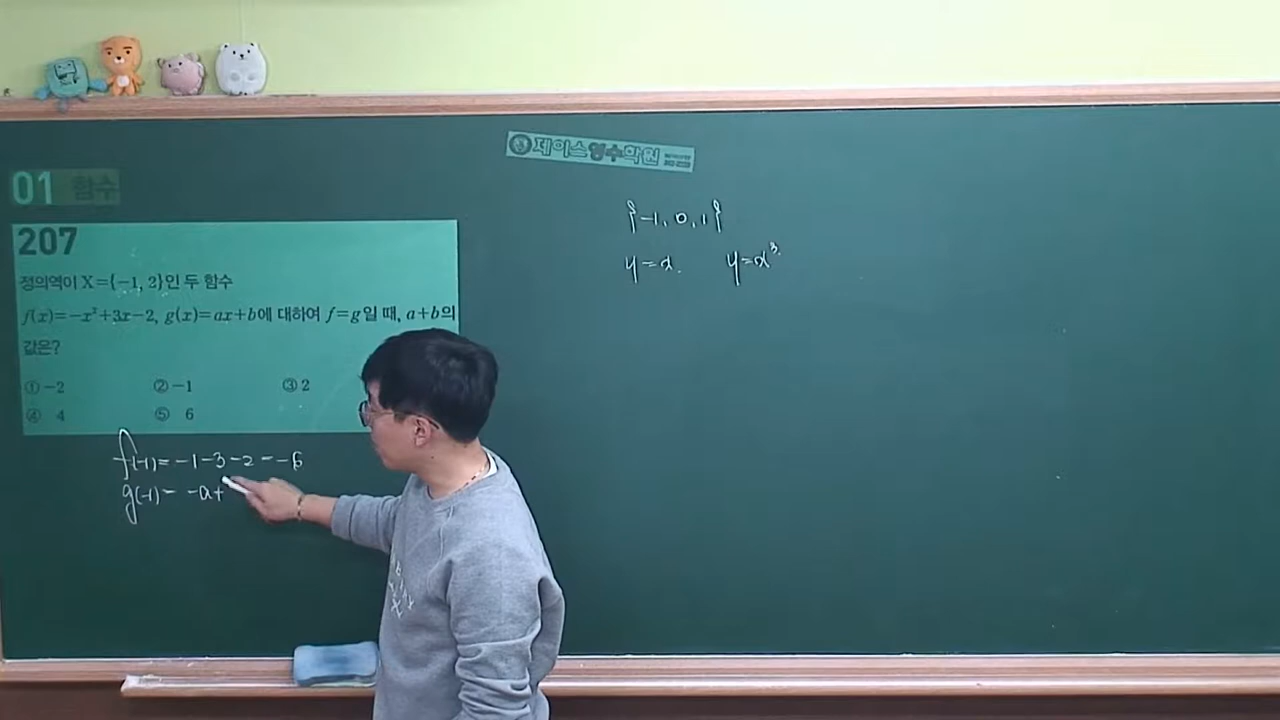 제이스영수학원
01 함수
207
정의역이 X={−1, 2}인 두 함수
f(x)=−x²+3x−2, g(x)=ax+b에 대하여 f=g일 때, a+b의
값은?
① −2 ② −1 ③ 2
④ 4 ⑤ 6
f(-1)= -1-3-2 = -6
g(-1)= -a+
{-1, 0, 1}
y=x. y=x³.